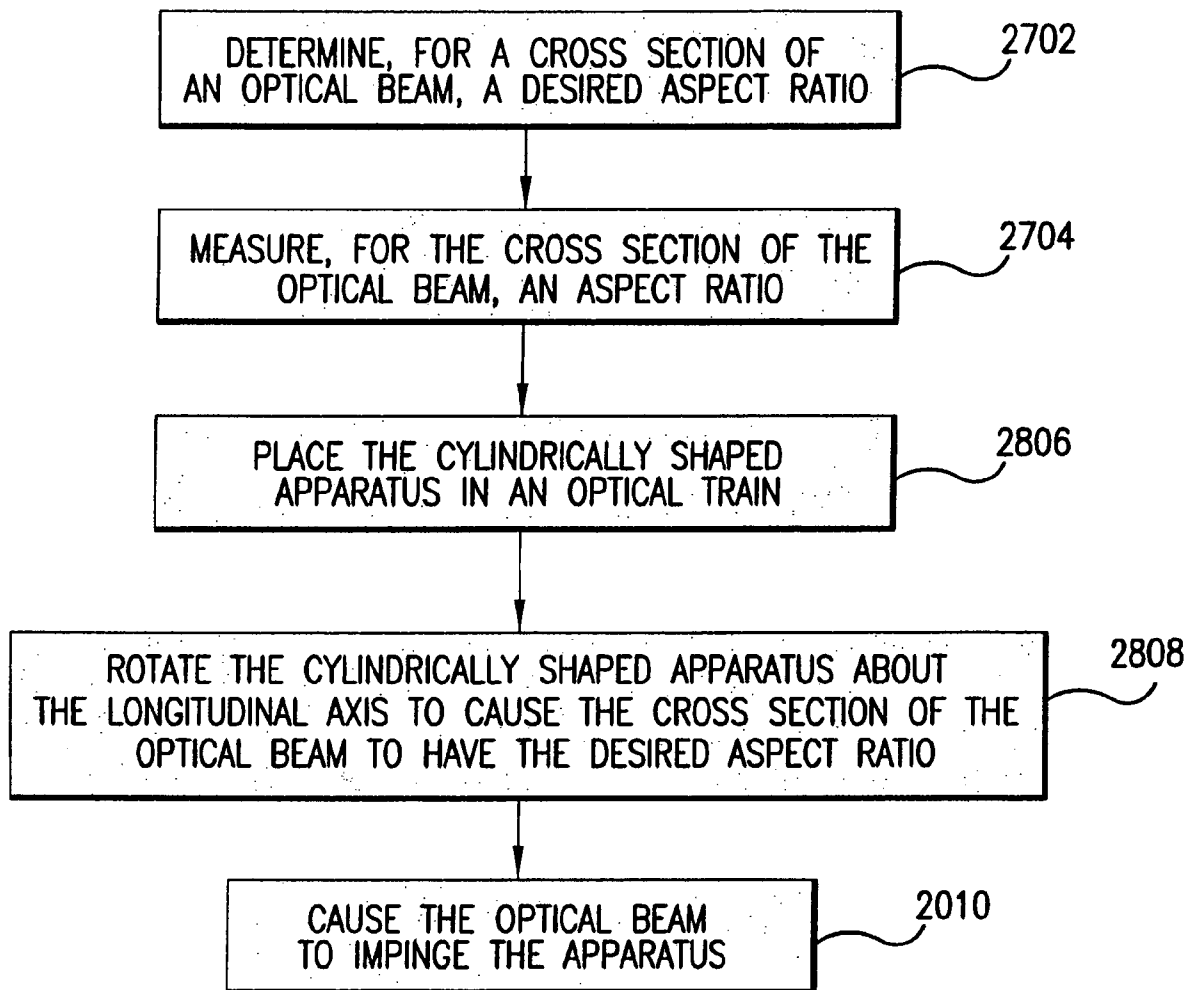 DETERMINE, FOR A CROSS SECTION OF
AN OPTICAL BEAM, A DESIRED ASPECT RATIO
2702
MEASURE, FOR THE CROSS SECTION OF THE
OPTICAL BEAM, AN ASPECT RATIO
2704
PLACE THE CYLINDRICALLY SHAPED
APPARATUS IN AN OPTICAL TRAIN
2806
ROTATE THE CYLINDRICALLY SHAPED APPARATUS ABOUT
THE LONGITUDINAL AXIS TO CAUSE THE CROSS SECTION OF THE
OPTICAL BEAM TO HAVE THE DESIRED ASPECT RATIO
2808
CAUSE THE OPTICAL BEAM
TO IMPINGE THE APPARATUS
2010